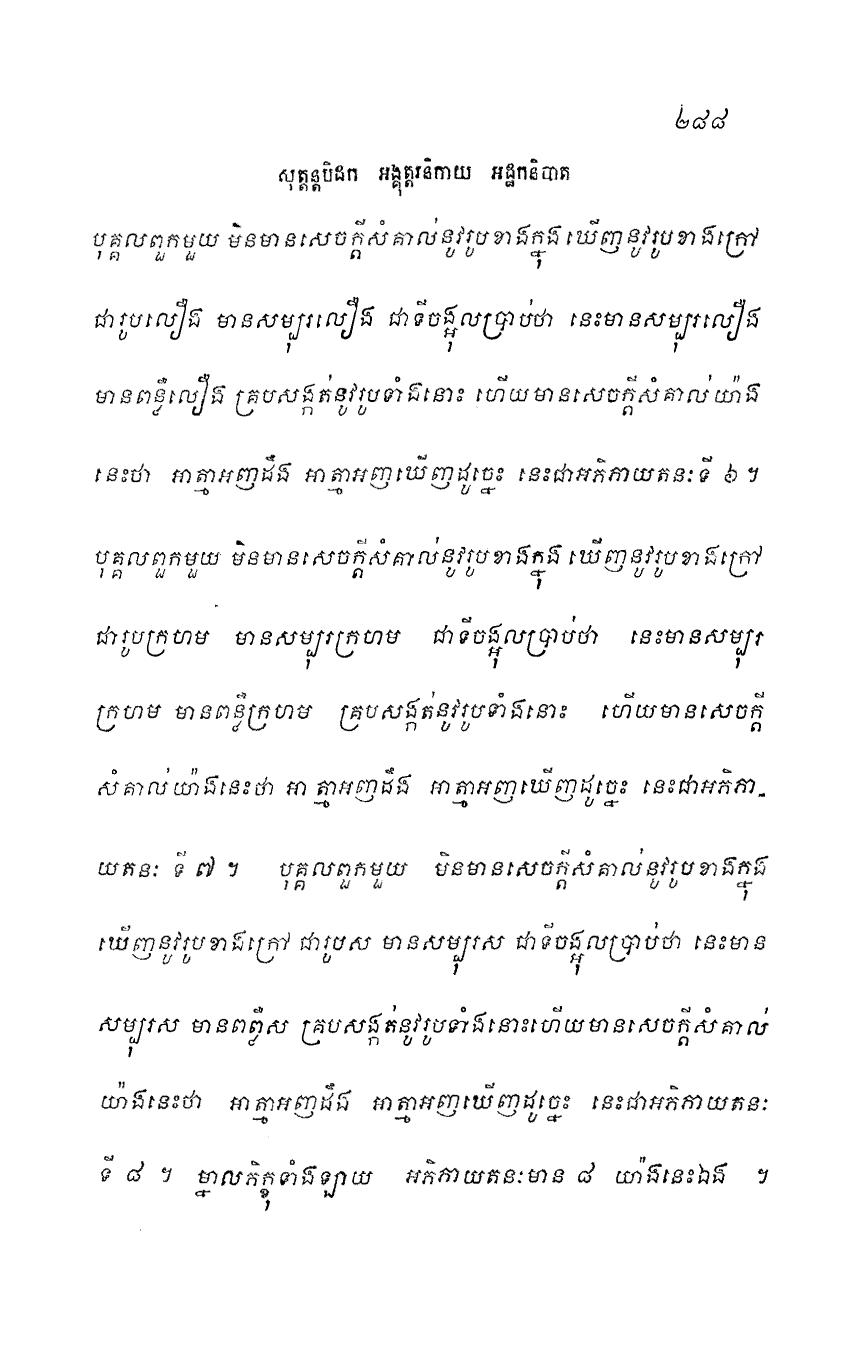 ២៨៨
សុត្តន្តបិដក អង្គុត្តរនិកាយ អដ្ឋកនិបាត
បុគ្គលពួកមួយ មិនមានសេចក្តីសំគាល់នូវរូបខាងក្នុង ឃើញនូវរូបខាងក្រៅ
ជារូបលឿង មានសម្បុរលឿង ជាទីចង្អុលប្រាប់ថា នេះមានសម្បុរលឿង
មានពន្លឺលឿង គ្របសង្កត់នូវរូបទាំងនោះ ហើយមានសេចក្តីសំគាល់យ៉ាង
នេះថា អាត្មាអញដឹង អាត្មាអញឃើញដូច្នេះ នេះជាអភិភាយតនៈទី ៦ ។
បុគ្គលពួកមួយ មិនមានសេចក្តីសំគាល់នូវរូបខាងក្នុង ឃើញនូវរូបខាងក្រៅ
ជារូបក្រហម មានសម្បុរក្រហម ជាទីចង្អុលប្រាប់ថា នេះមានសម្បុរ
ក្រហម មានពន្លឺក្រហម គ្របសង្កត់នូវរូបទាំងនោះ ហើយមានសេចក្តី
សំគាល់យ៉ាងនេះថា អាត្មាអញដឹង អាត្មាអញឃើញដូច្នេះ នេះជាអភិភា-
យតនៈ ទី ៧ ។ បុគ្គលពួកមួយ មិនមានសេចក្តីសំគាល់នូវរូបខាងក្នុង
ឃើញនូវរូបខាងក្រៅ ជារូបស មានសម្បុរស ជាទីចង្អុលប្រាប់ថា នេះមាន
សម្បុរស មានពពន្លឺស គ្របសង្កត់នូវរូបទាំងនោះហើយមានសេចក្តីសំគាល់
យ៉ាងនេះថា អាត្មាអញដឹង អាត្មាអញឃើញដូច្នេះ នេះជាអភិភាយតនៈ
ទី ៨ ។ ម្នាលភិក្ខុទាំងឡាយ អភិភាយតនៈមាន ៨ យ៉ាងនេះឯង ។